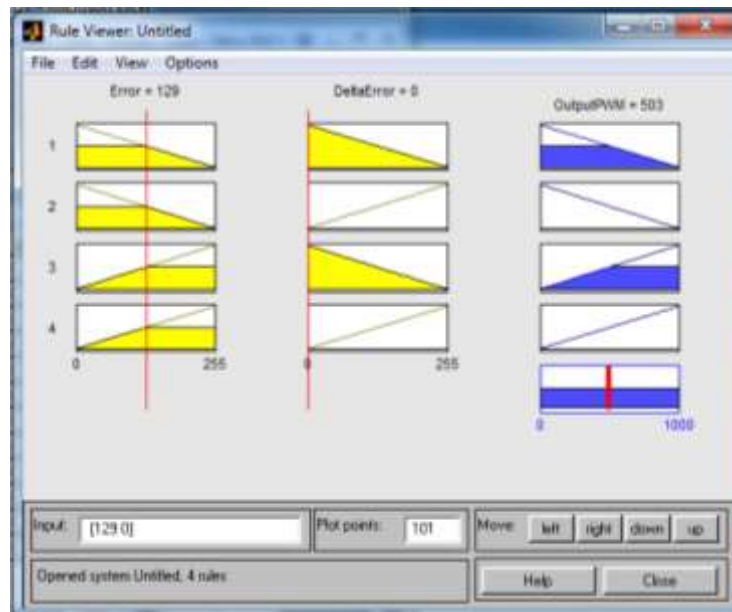 Rule Viewer: Untitled
File Edit View Options
Error = 129 DeltaError = 0 OutputPWM = 503
1
2
3
4
0 255 0 255
0 1000
Input: [129 0] Plot points: 101 Move: left right down up
Opened system Untitled, 4 rules
Help Close